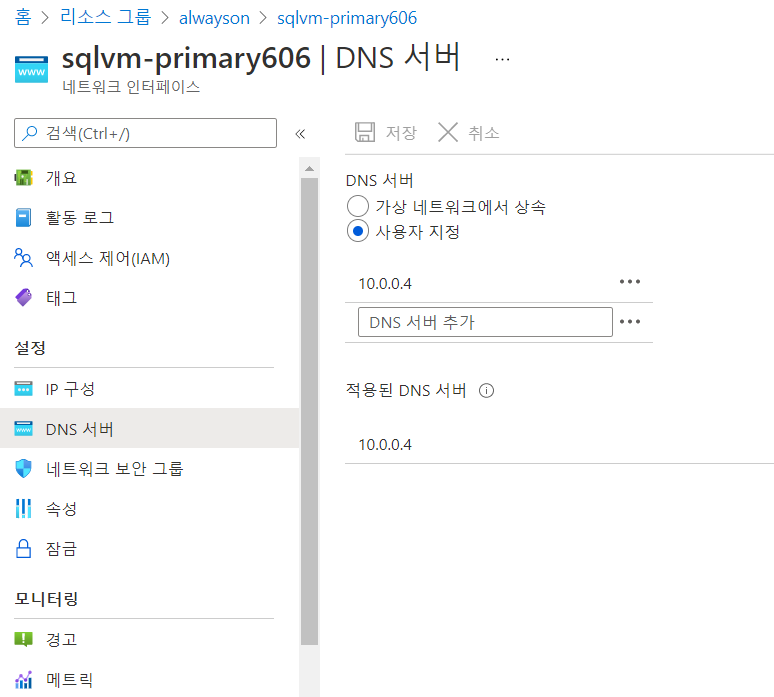 홈 > 리소스 그룹 > alwayson > sqlvm-primary606
sqlvm-primary606 | DNS 서버 ...
네트워크 인터페이스
검색(Ctrl+/)
«
개요
활동 로그
액세스 제어(IAM)
태그
설정
IP 구성
DNS 서버
네트워크 보안 그룹
속성
잠금
모니터링
경고
메트릭
저장 취소
DNS 서버
가상 네트워크에서 상속
사용자 지정
10.0.0.4 •••
DNS 서버 추가 •••
적용된 DNS 서버
10.0.0.4